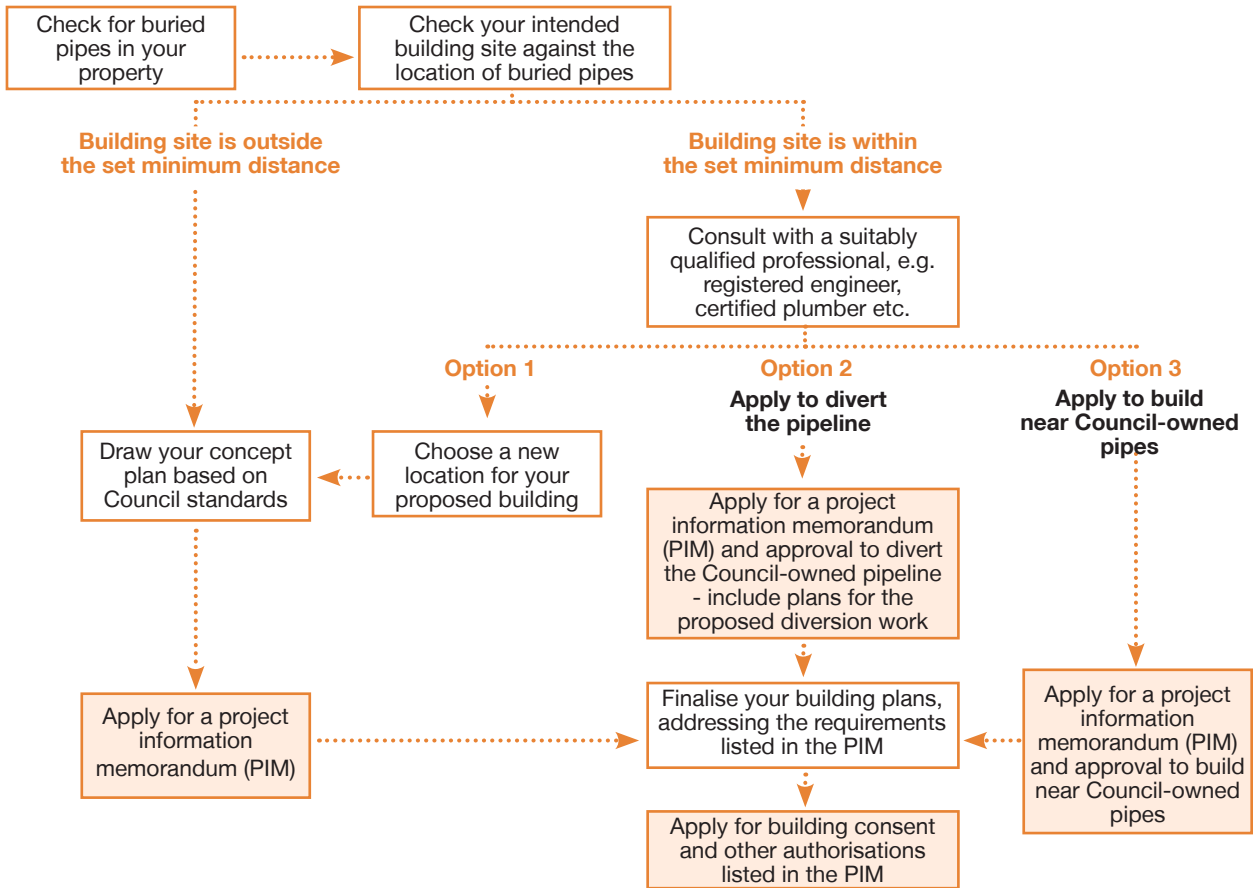 Check for buried
pipes in your
property
Check your intended
building site against the
location of buried pipes
Building site is outside
the set minimum distance
Building site is within
the set minimum distance
Consult with a suitably
qualified professional, e.g.
registered engineer,
certified plumber etc.
Option 1
Option 2
Option 3
Apply to divert
the pipeline
Apply to build
near Council-owned
pipes
Draw your concept
plan based on
Council standards
Choose a new
location for your
proposed building
Apply for a project
information memorandum
(PIM) and approval to divert
the Council-owned pipeline
- include plans for the
proposed diversion work
Apply for a project
information
memorandum (PIM)
Finalise your building plans,
addressing the requirements
listed in the PIM
Apply for a project
information
memorandum (PIM)
and approval to build
near Council-owned
pipes
Apply for building consent
and other authorisations
listed in the PIM